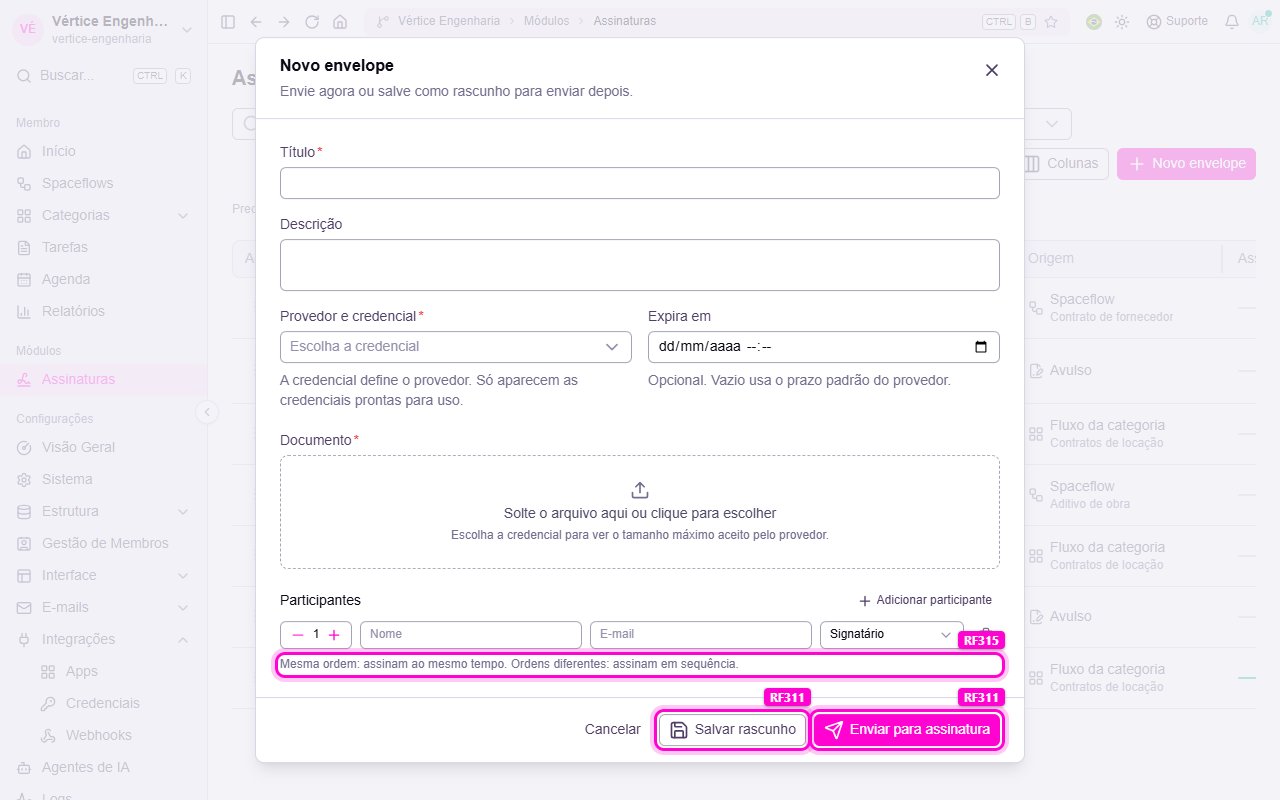 VÉ
Vértice Engenh...
vertice-engenharia
Vértice Engenharia
Módulos
Assinaturas
CTRL
B
Suporte
AR
Buscar...
CTRL
K
Membro
Início
Spaceflows
Categorias
Tarefas
Agenda
Relatórios
Módulos
Assinaturas
Configurações
Visão Geral
Sistema
Estrutura
Gestão de Membros
Interface
E-mails
Integrações
Apps
Credenciais
Webhooks
Agentes de IA
Logs
Colunas
Novo envelope
Origem
Spaceflow
Contrato de fornecedor
Avulso
Fluxo da categoria
Contratos de locação
Spaceflow
Aditivo de obra
Fluxo da categoria
Contratos de locação
Avulso
Fluxo da categoria
Contratos de locação
Novo envelope
Envie agora ou salve como rascunho para enviar depois.
Título*
Descrição
Provedor e credencial*
Expira em
Escolha a credencial
dd/mm/aaaa --:--
A credencial define o provedor. Só aparecem as
credenciais prontas para uso.
Opcional. Vazio usa o prazo padrão do provedor.
Documento*
Solte o arquivo aqui ou clique para escolher
Escolha a credencial para ver o tamanho máximo aceito pelo provedor.
Participantes
Adicionar participante
1
Nome
E-mail
Signatário
RF315
Mesma ordem: assinam ao mesmo tempo. Ordens diferentes: assinam em sequência.
RF311
RF311
Cancelar
Salvar rascunho
Enviar para assinatura